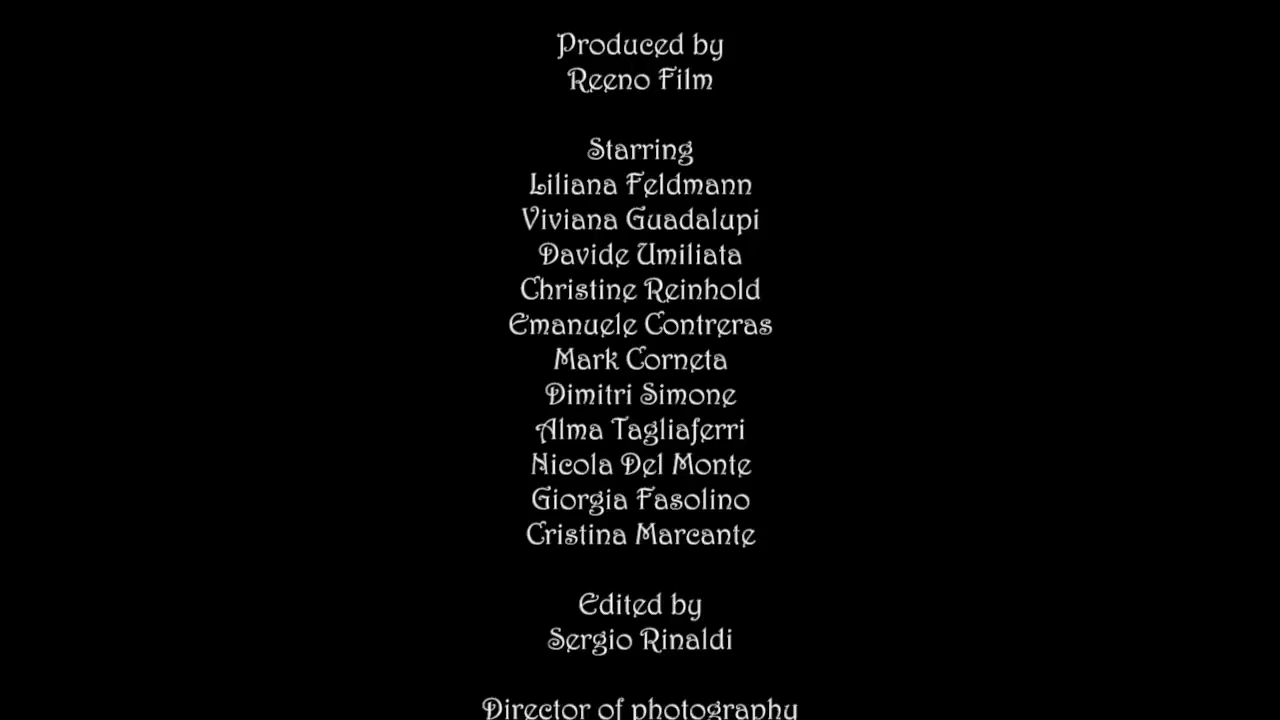 Produced by
Reeno Film
Starring
Liliana Feldmann
Viviana Guadalupi
Davide Umiliata
Christine Reinhold
Emanuele Contreras
Mark Corneta
Dimitri Simone
Alma Tagliaferri
Nicola Del Monte
Giorgia Fasolino
Cristina Marcante
Edited by
Sergio Rinaldi
Director of photography